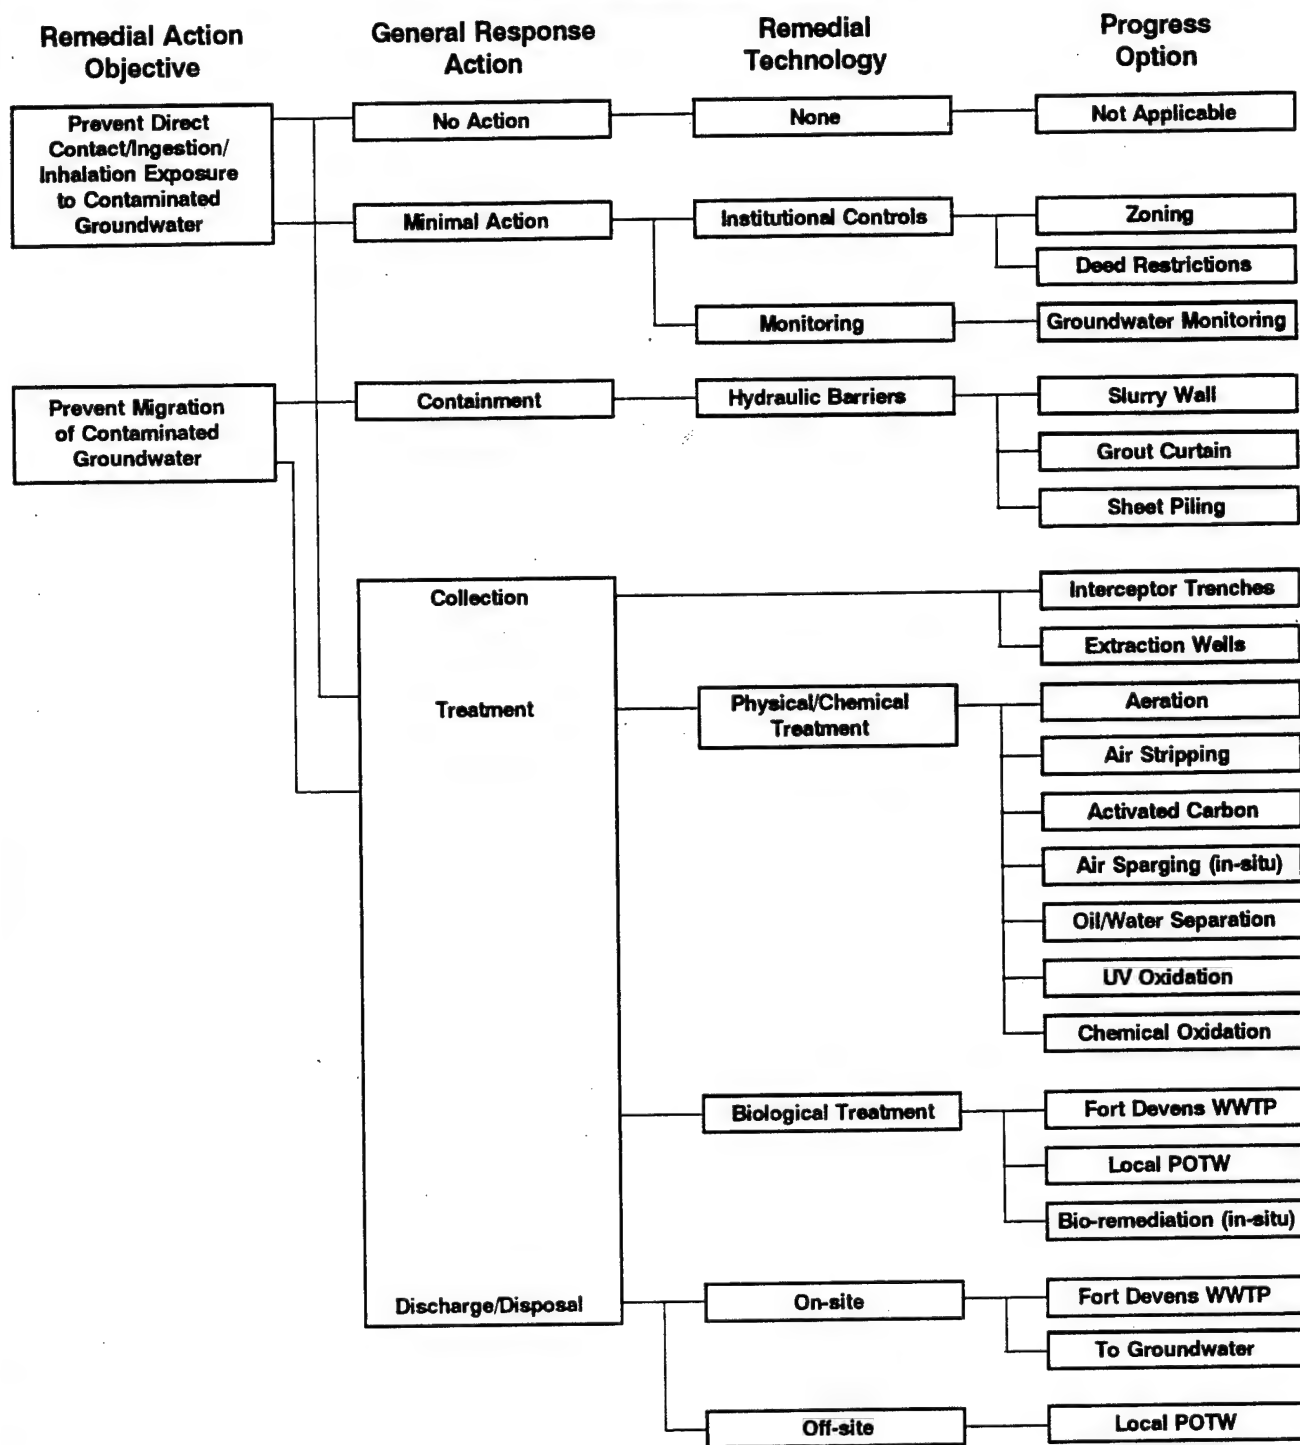 Remedial Action
Objective
General Response
Action
Remedial
Technology
Progress
Option
Prevent Direct
Contact/Ingestion/
Inhalation Exposure
to Contaminated
Groundwater
No Action
None
Not Applicable
Minimal Action
Institutional Controls
Zoning
Deed Restrictions
Monitoring
Groundwater Monitoring
Prevent Migration
of Contaminated
Groundwater
Containment
Hydraulic Barriers
Slurry Wall
Grout Curtain
Sheet Piling
Collection
Interceptor Trenches
Extraction Wells
Treatment
Physical/Chemical
Treatment
Aeration
Air Stripping
Activated Carbon
Air Sparging (in-situ)
Oil/Water Separation
UV Oxidation
Chemical Oxidation
Biological Treatment
Fort Devens WWTP
Local POTW
Bio-remediation (in-situ)
Discharge/Disposal
On-site
Fort Devens WWTP
To Groundwater
Off-site
Local POTW